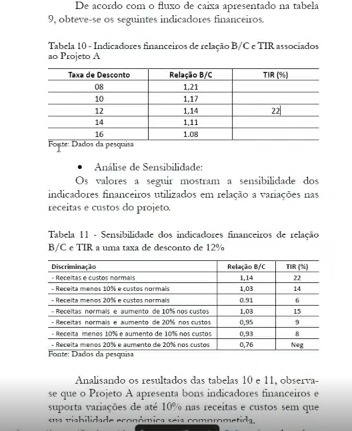 De acordo com o fluxo de caixa apresentado na tabela
9, obteve-se os seguintes indicadores financeiros.
Tabela 10 - Indicadores financeiros de relação B/C e TIR associados
ao Projeto A
Taxa de Desconto Relação B/C TIR (%)
08 1,21
10 1,17
12 1,14 22
14 1,11
16 1.08
Fonte: Dados da pesquisa
• Análise de Sensibilidade:
Os valores a seguir mostram a sensibilidade dos
indicadores financeiros utilizados em relação a variações nas
receitas e custos do projeto.
Tabela 11 - Sensibilidade dos indicadores financeiros de relação
B/C e TIR a uma taxa de desconto de 12%
Discriminação Relação B/C TIR (%)
- Receitas e custos normais 1,14 22
- Receita menos 10% e custos normais 1,03 14
- Receita menos 20% e custos normais 0.91 6
- Receitas normais e aumento de 10% nos custos 1,03 15
- Receitas normais e aumento de 20% nos custos 0,95 9
- Receita menos 10% e aumento de 10% nos custos 0,93 8
- Receita menos 20% e aumento de 20% nos custos 0,76 Neg
Fonte: Dados da pesquisa
Analisando os resultados das tabelas 10 e 11, observa-
se que o Projeto A apresenta bons indicadores financeiros e
suporta variações de até 10% nas receitas e custos sem que
sua viabilidade econômica seja comprometida.